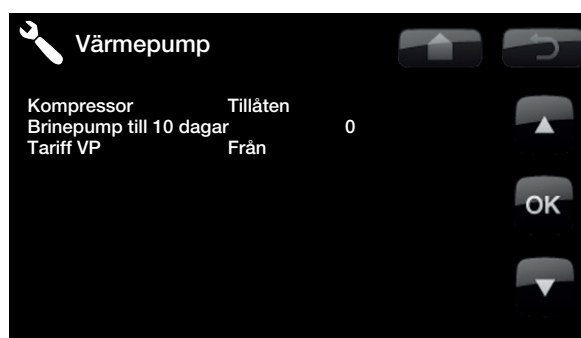 Värmepump
Kompressor Tillåten
Brinepump till 10 dagar 0
Tariff VP Från
OK